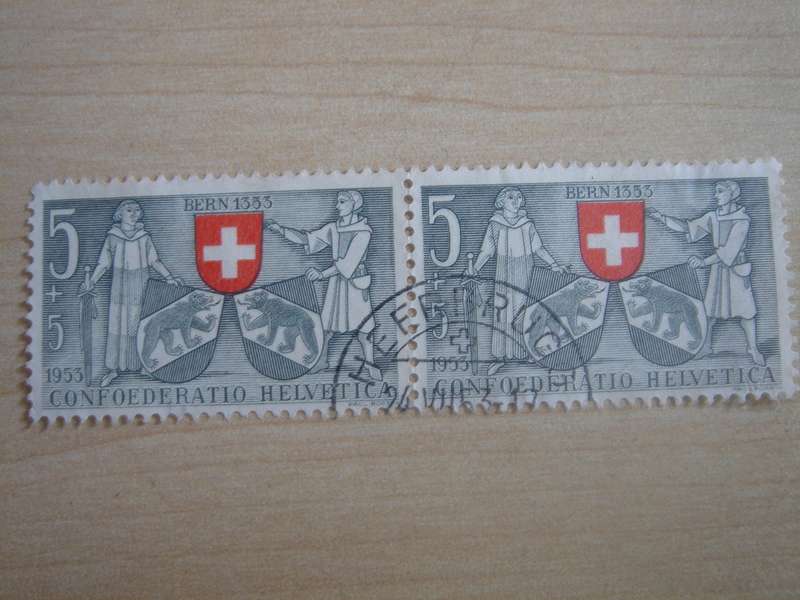 BERN 1353
5
+
5
1953
CONFOEDERATIO HELVETICA
BERN 1353
5
+
5
1953
CONFOEDERATIO HELVETICA